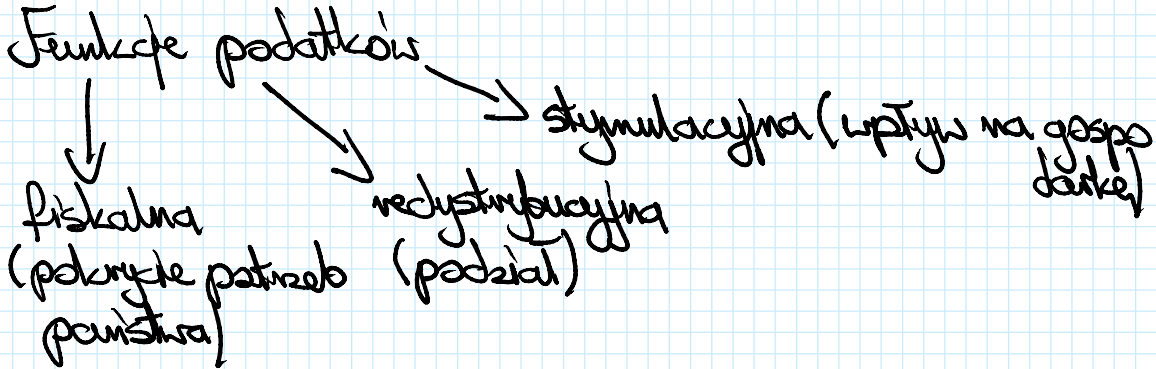 Funkcje podatków
stymulacyjna (wpływ na gospo
darkę)
fiskalna
(pokrycie potrzeb
państwa)
redystrybucyjna
(podział)